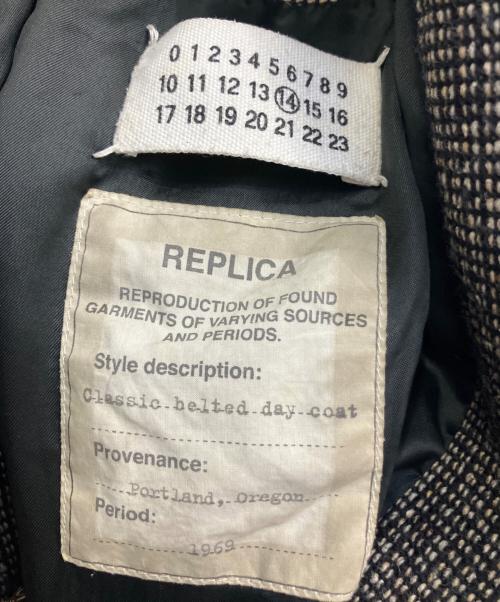 0 1 2 3 4 5 6 7 8 9
10 11 12 13 14 15 16
17 18 19 20 21 22 23
REPLICA
REPRODUCTION OF FOUND
GARMENTS OF VARYING SOURCES
AND PERIODS.
Style description:
Classic belted day coat
Provenance:
Portland, Oregon
Period:
1969